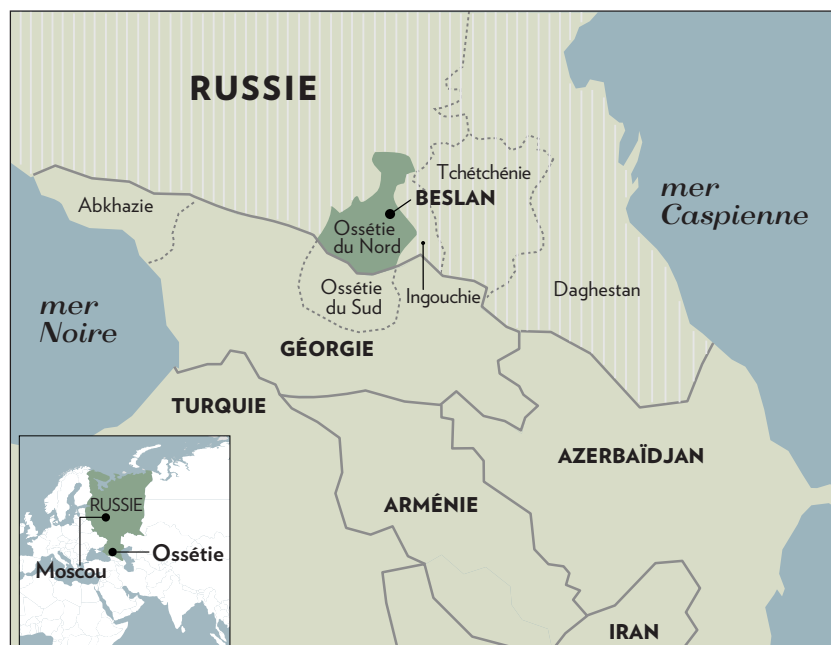 RUSSIE
Tchétchénie
BESLAN
mer
Caspienne
Abkhazie
Ossétie
du Nord
Ossétie
du Sud
Ingouchie
Daghestan
mer
Noire
GÉORGIE
TURQUIE
AZERBAÏDJAN
ARMÉNIE
RUSSIE
Ossétie
Moscou
IRAN